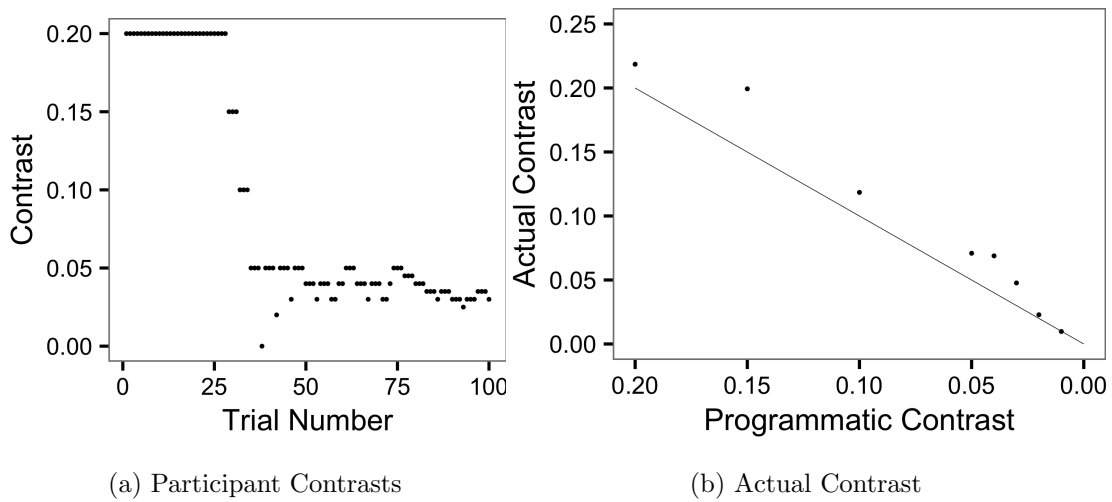 0.20
0.15
0.10
0.05
0.00
Contrast
0 25 50 75 100
Trial Number
(a) Participant Contrasts
0.25
0.20
0.15
0.10
0.05
0.00
Actual Contrast
0.20 0.15 0.10 0.05 0.00
Programmatic Contrast
(b) Actual Contrast